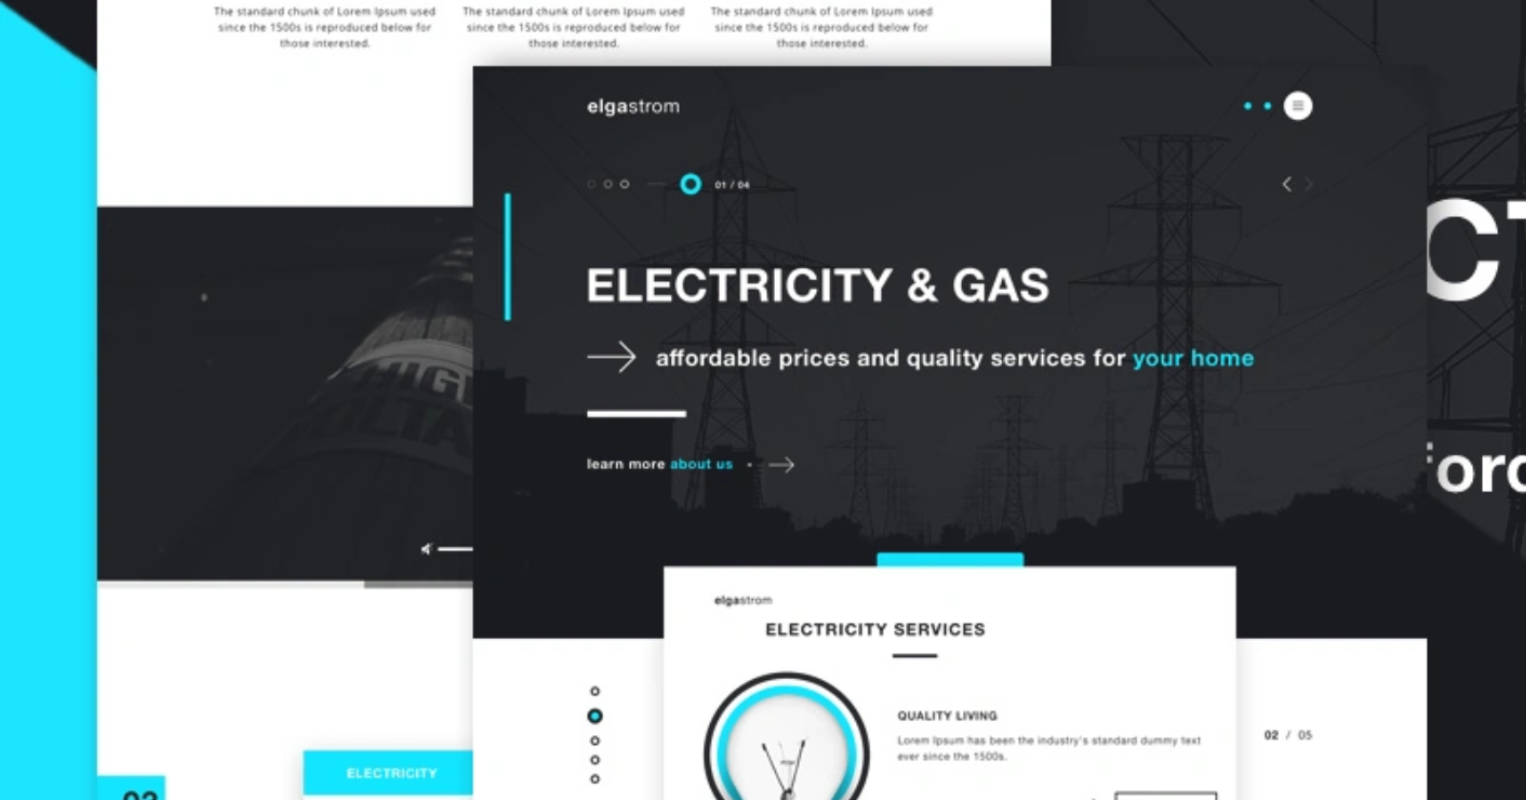 The standard chunk of Lorem Ipsum used
since the 1500s is reproduced below for
those interested.
The standard chunk of Lorem Ipsum used
since the 1500s is reproduced below for
those interested.
The standard chunk of Lorem Ipsum used
since the 1500s is reproduced below for
those interested.
elgastrom
01 / 04
ELECTRICITY & GAS
affordable prices and quality services for your home
learn more about us
CT
ford
HIGH
VOLTA
elgastrom
ELECTRICITY SERVICES
QUALITY LIVING
Lorem Ipsum has been the industry's standard dummy text
ever since the 1500s.
02 / 05
ELECTRICITY